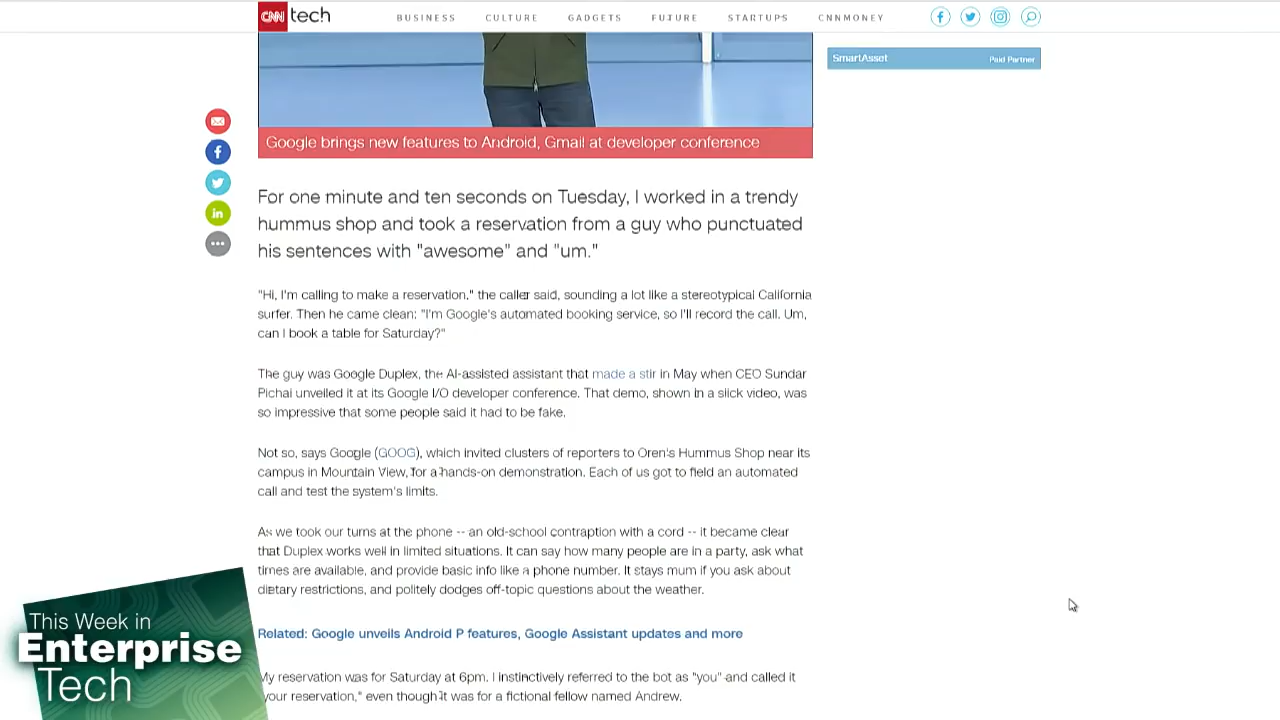 CNN tech
BUSINESS CULTURE GADGETS FUTURE STARTUPS CNNMONEY
SmartAsset Paid Partner
Google brings new features to Android, Gmail at developer conference
For one minute and ten seconds on Tuesday, I worked in a trendy
hummus shop and took a reservation from a guy who punctuated
his sentences with "awesome" and "um."
"Hi, I'm calling to make a reservation," the caller said, sounding a lot like a stereotypical California
surfer. Then he came clean: "I'm Google's automated booking service, so I'll record the call. Um,
can I book a table for Saturday?"
The guy was Google Duplex, the AI-assisted assistant that made a stir in May when CEO Sundar
Pichai unveiled it at its Google I/O developer conference. That demo, shown in a slick video, was
so impressive that some people said it had to be fake.
Not so, says Google (GOOG), which invited clusters of reporters to Oren's Hummus Shop near its
campus in Mountain View, for a hands-on demonstration. Each of us got to field an automated
call and test the system's limits.
As we took our turns at the phone -- an old-school contraption with a cord -- it became clear
that Duplex works well in limited situations. It can say how many people are in a party, ask what
times are available, and provide basic info like a phone number. It stays mum if you ask about
dietary restrictions, and politely dodges off-topic questions about the weather.
Related: Google unveils Android P features, Google Assistant updates and more
My reservation was for Saturday at 6pm. I instinctively referred to the bot as "you" and called it
"your reservation," even though it was for a fictional fellow named Andrew.
This Week in
Enterprise
Tech